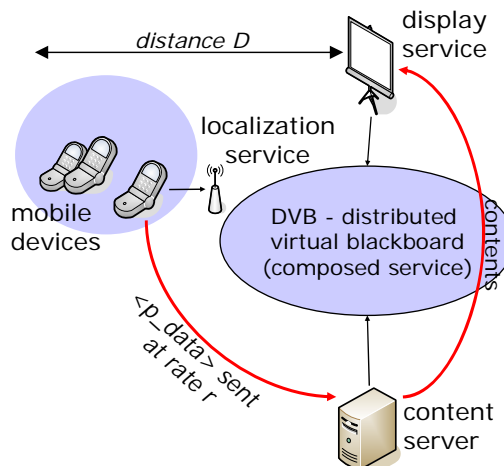 distance D
display
service
localization
service
mobile
devices
DVB - distributed
virtual blackboard
(composed service)
contents
<p_data> sent
at rate r
content
server